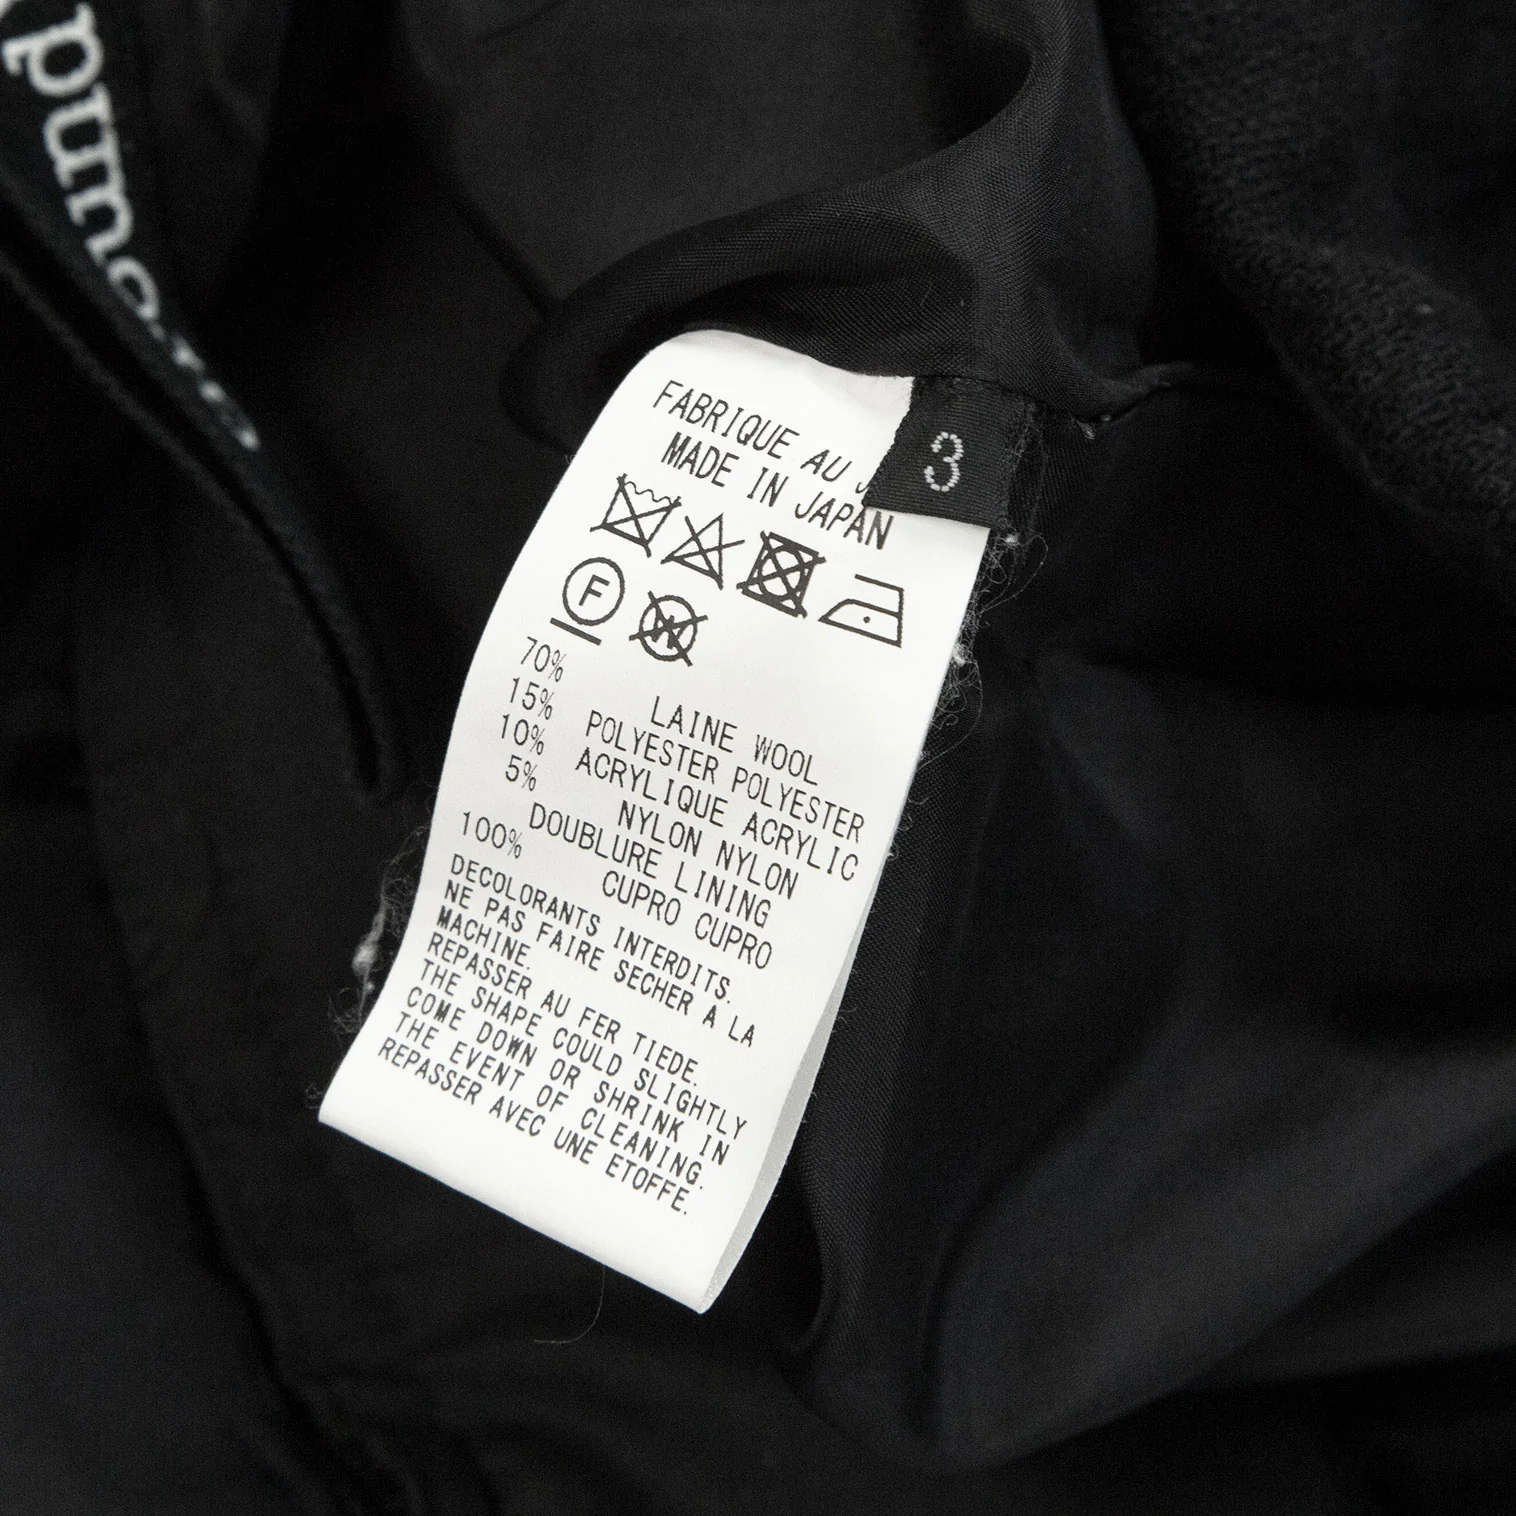 pum
FABRIQUE AU J
3
MADE IN JAPAN
F
W
70%
LAINE WOOL
15%
POLYESTER POLYESTER
10%
ACRYLIQUE ACRYLIC
5%
NYLON NYLON
DOUBLURE LINING
100%
CUPRO CUPRO
DECOLORANTS INTERDITS.
NE PAS FAIRE SECHER A LA
MACHINE.
REPASSER AU FER TIEDE.
THE SHAPE COULD SLIGHTLY
COME DOWN OR SHRINK IN
THE EVENT OF CLEANING.
REPASSER AVEC UNE ETOFFE.